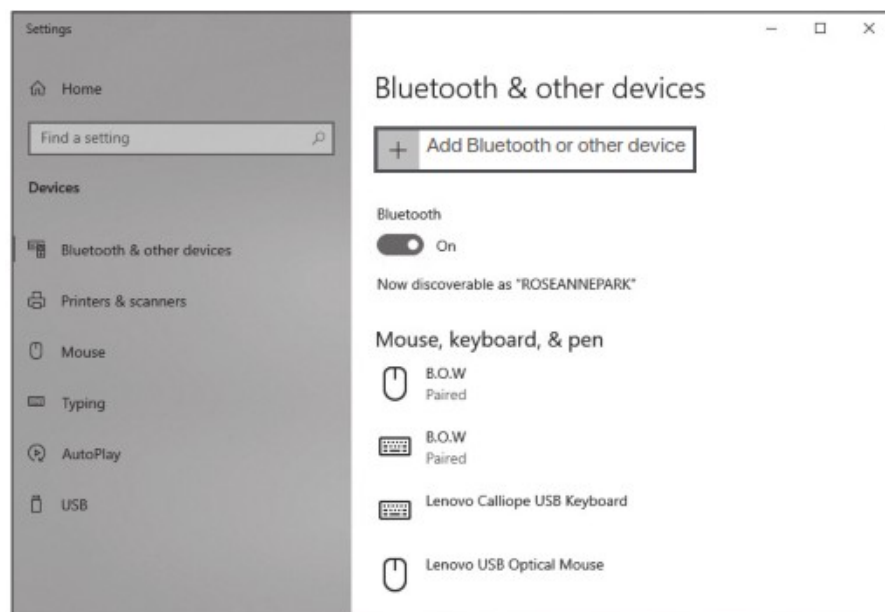 Settings
Home
Find a setting
Devices
Bluetooth & other devices
Printers & scanners
Mouse
Typing
AutoPlay
USB
Bluetooth & other devices
Add Bluetooth or other device
Bluetooth
On
Now discoverable as "ROSEANNEPARK"
Mouse, keyboard, & pen
B.O.W
Paired
B.O.W
Paired
Lenovo Calliope USB Keyboard
Lenovo USB Optical Mouse